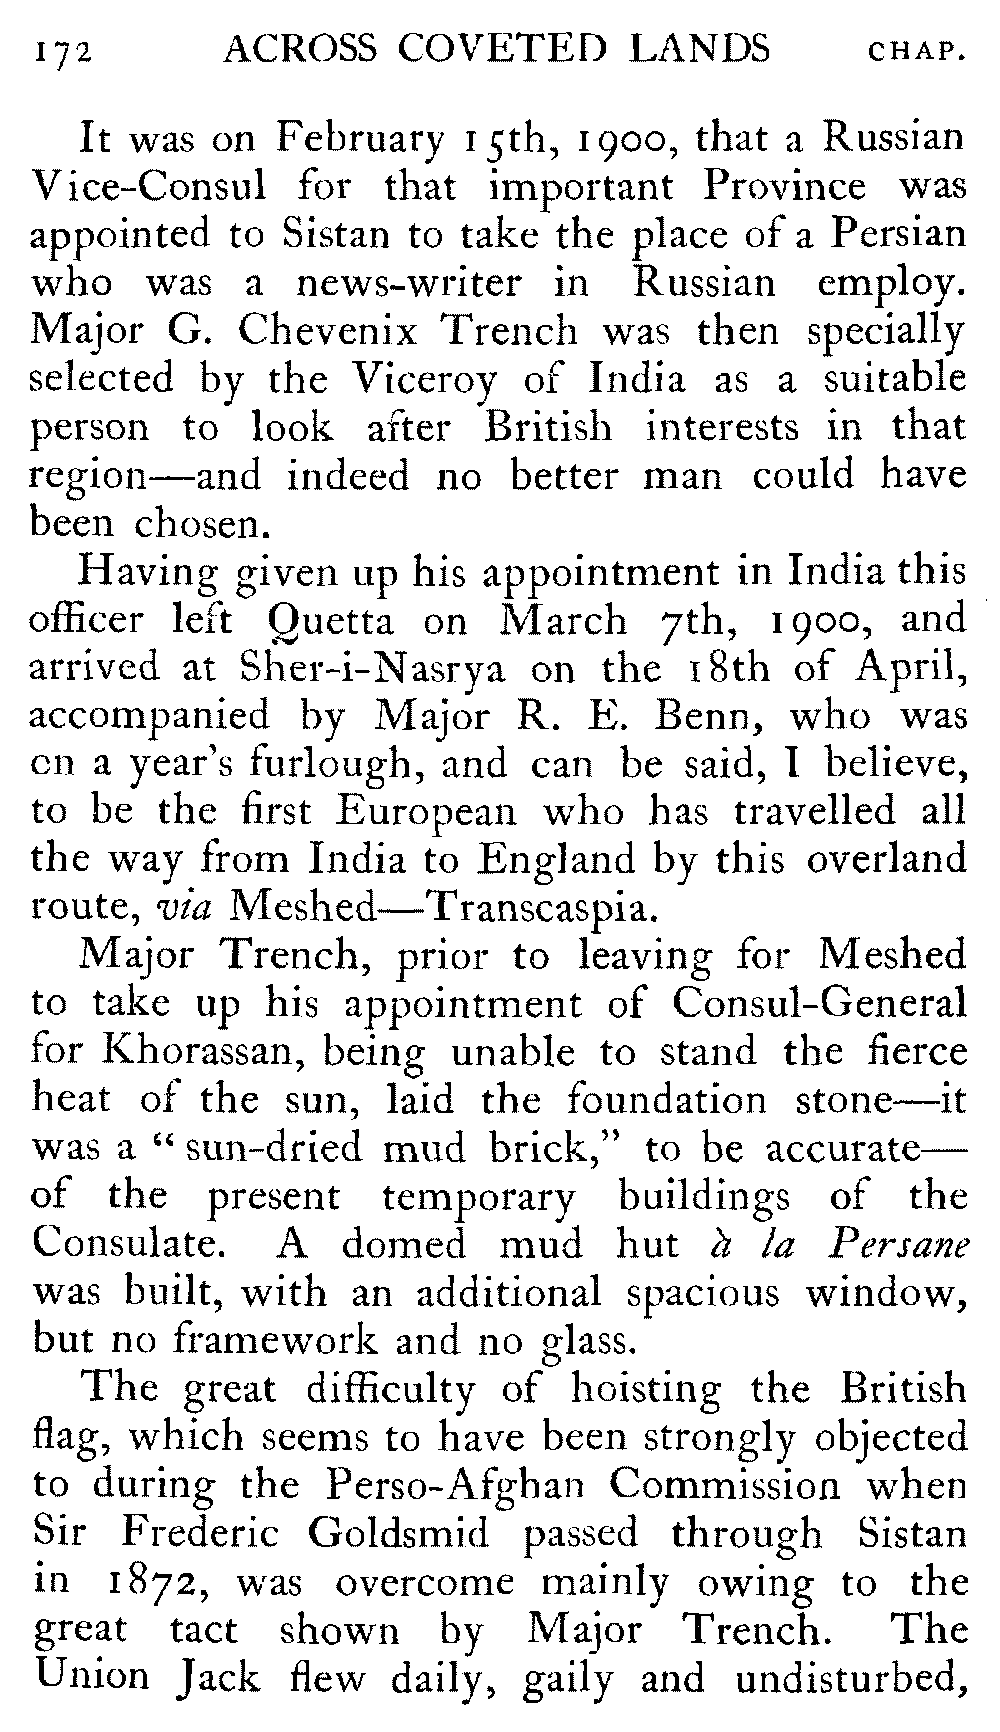 172 ACROSS COVETED LANDS CHAP.
It was on February 15th, 1900, that a Russian
Vice-Consul for that important Province was
appointed to Sistan to take the place of a Persian
who was a news-writer in Russian employ.
Major G. Chevenix Trench was then specially
selected by the Viceroy of India as a suitable
person to look after British interests in that
region—and indeed no better man could have
been chosen.
Having given up his appointment in India this
officer left Quetta on March 7th, 1900, and
arrived at Sher-i-Nasrya on the 18th of April,
accompanied by Major R. E. Benn, who was
on a year's furlough, and can be said, I believe,
to be the first European who has travelled all
the way from India to England by this overland
route, via Meshed—Transcaspia.
Major Trench, prior to leaving for Meshed
to take up his appointment of Consul-General
for Khorassan, being unable to stand the fierce
heat of the sun, laid the foundation stone—it
was a “ sun-dried mud brick,” to be accurate—
of the present temporary buildings of the
Consulate. A domed mud hut à la Persane
was built, with an additional spacious window,
but no framework and no glass.
The great difficulty of hoisting the British
flag, which seems to have been strongly objected
to during the Perso-Afghan Commission when
Sir Frederic Goldsmid passed through Sistan
in 1872, was overcome mainly owing to the
great tact shown by Major Trench. The
Union Jack flew daily, gaily and undisturbed,